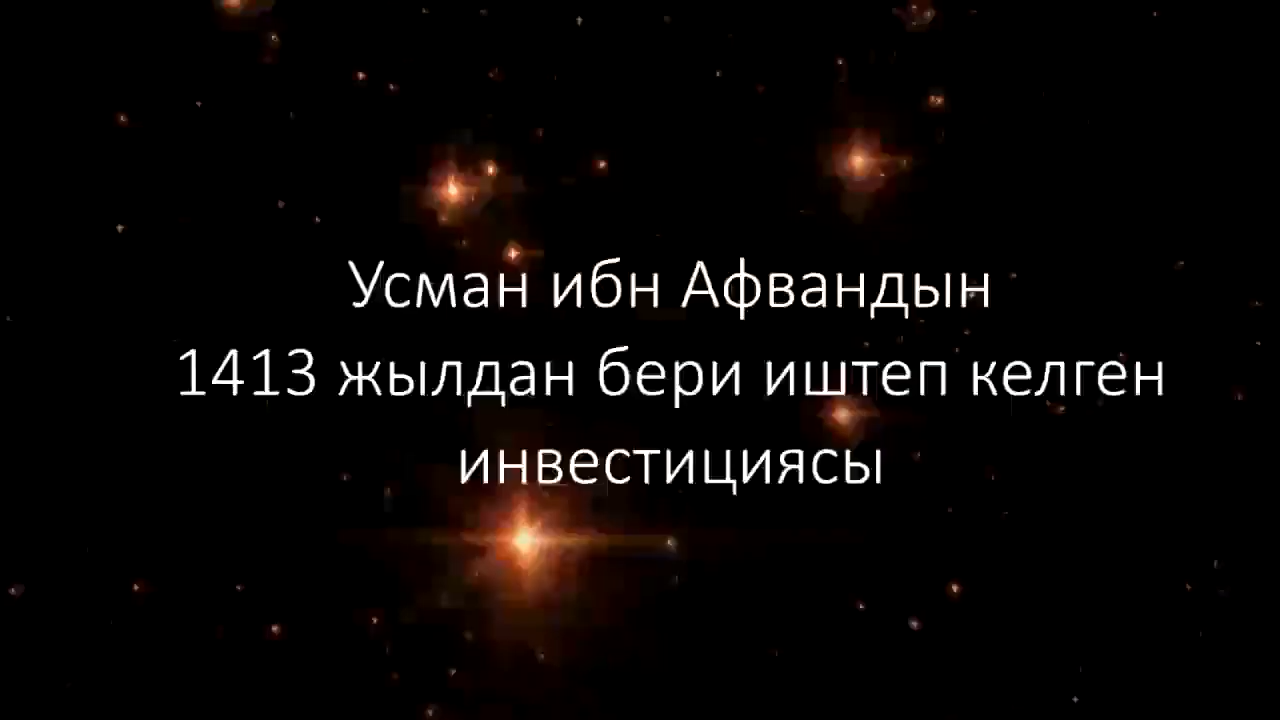 Усман ибн Афвандын
1413 жылдан бери иштеп келген
инвестициясы